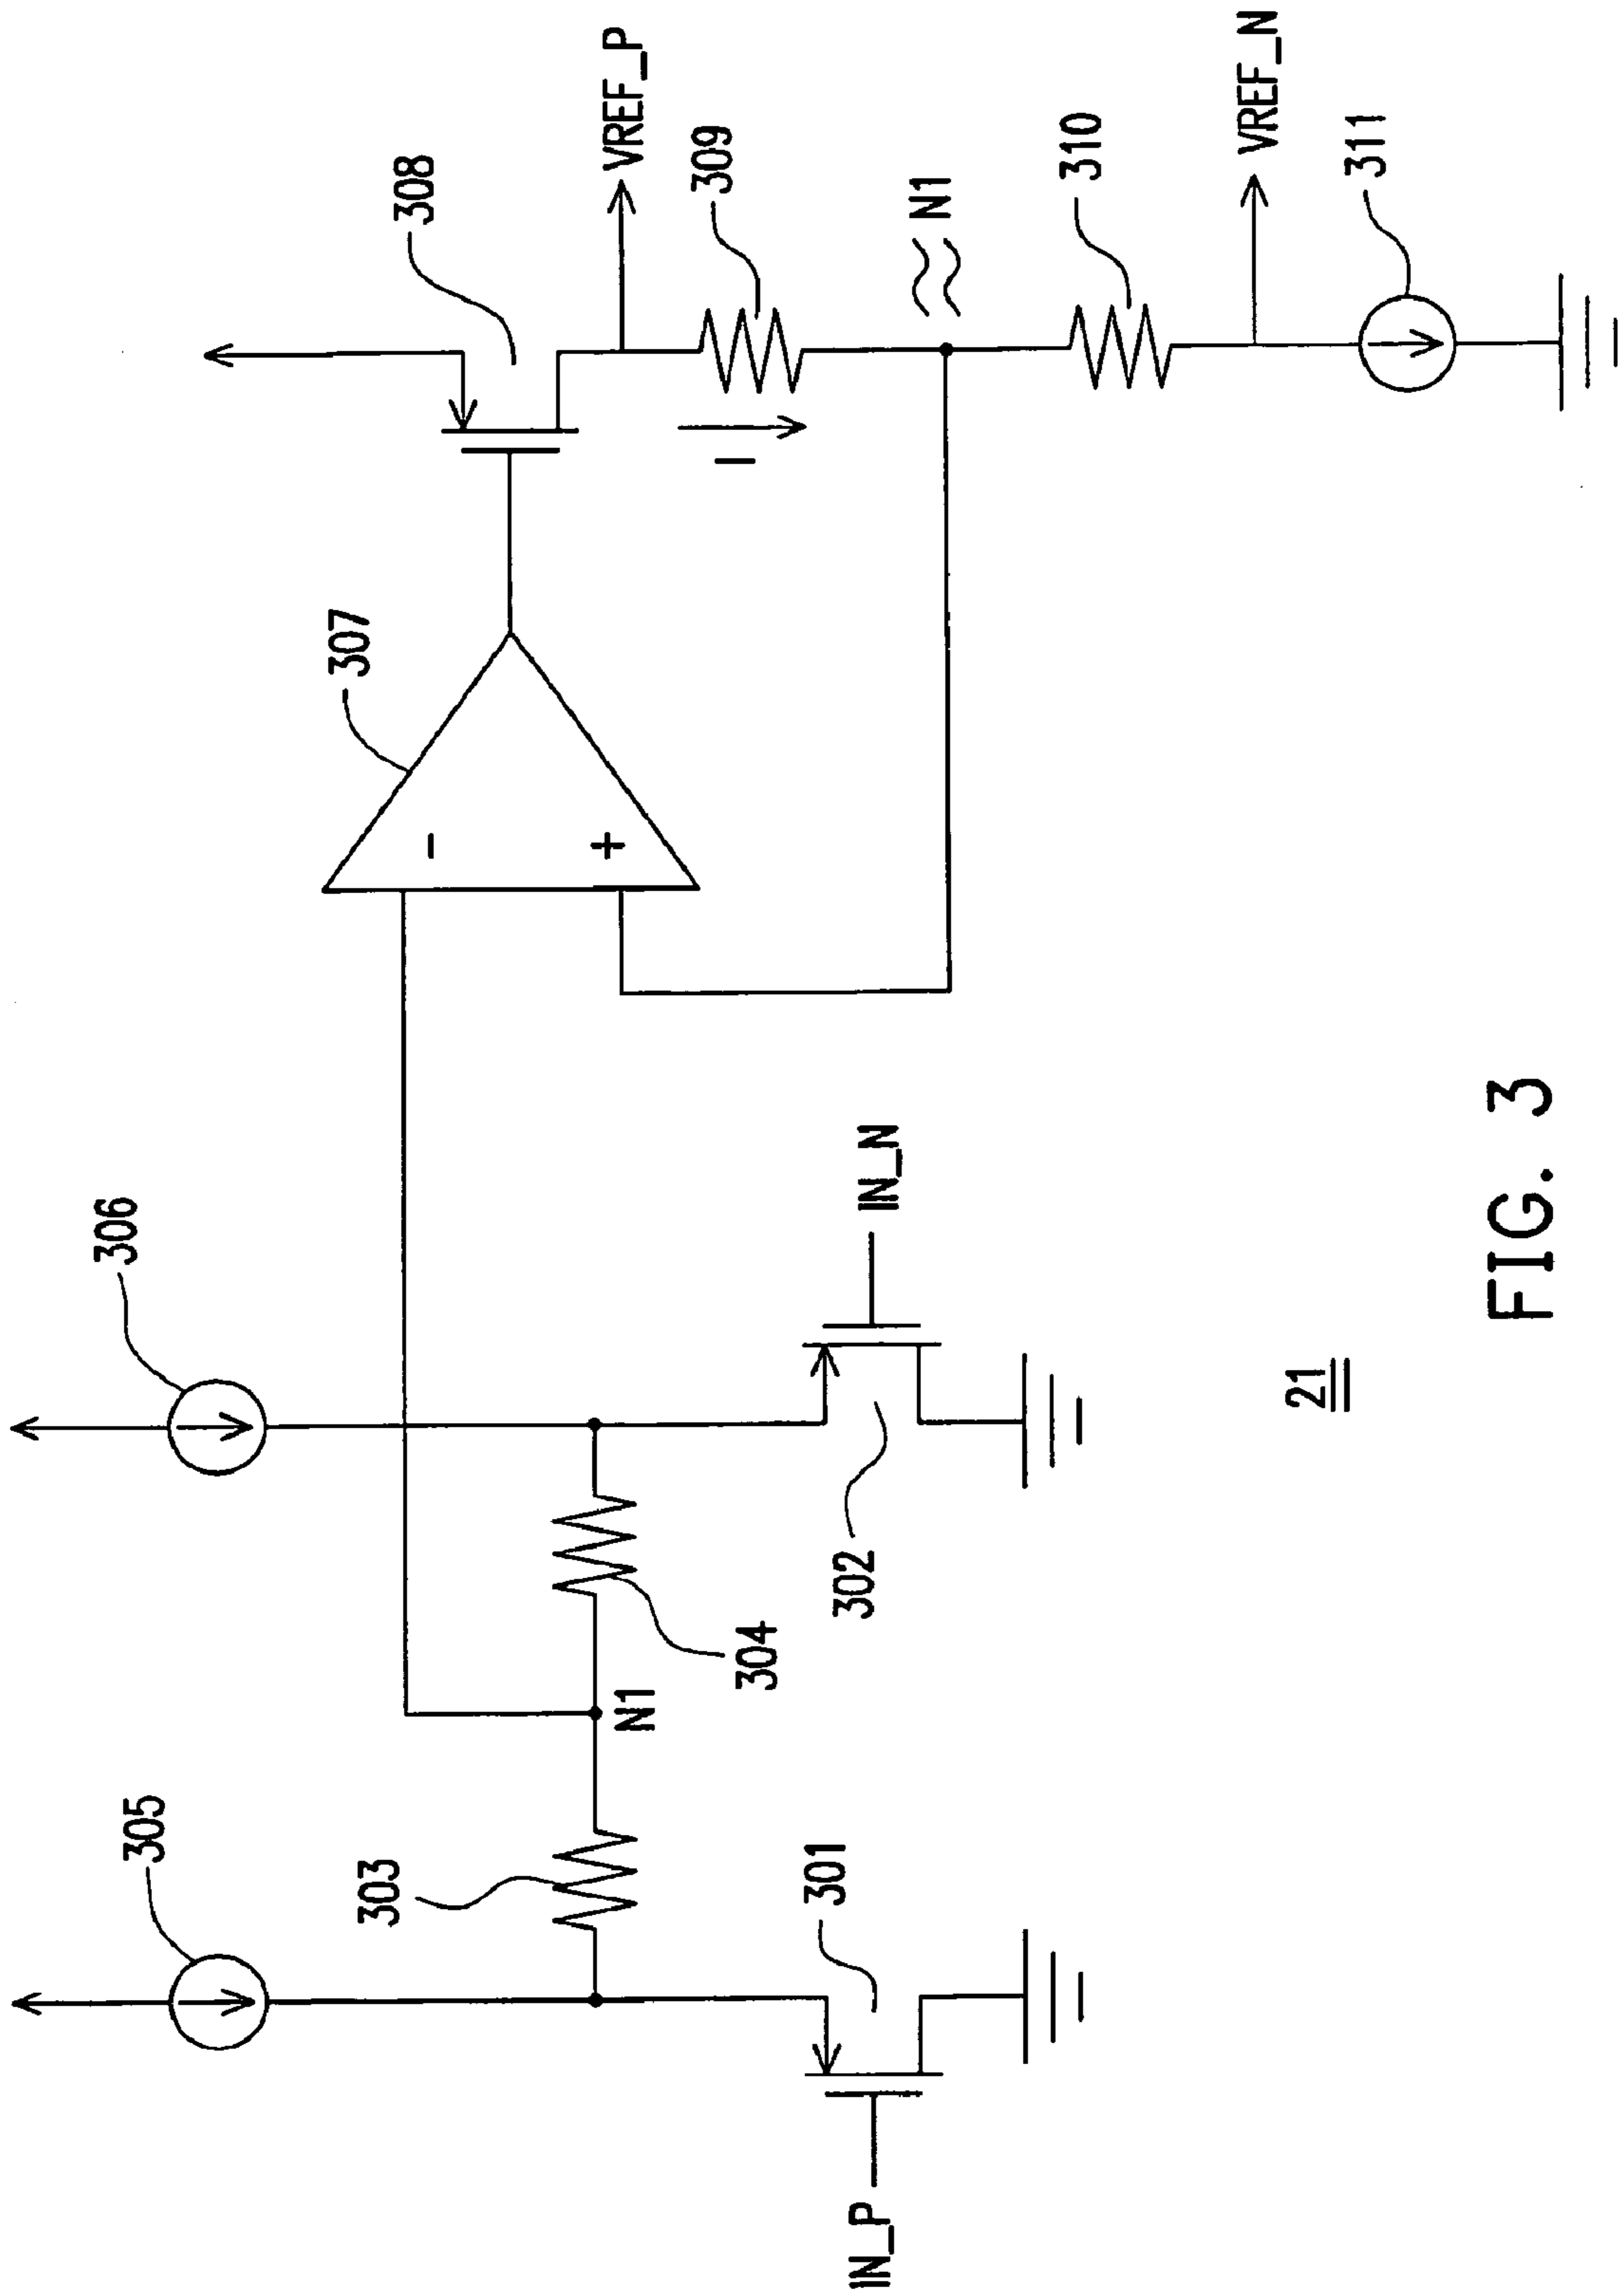 305
306
307
308
VREF_P
309
303
N1
304
I
≈ N1
310
-
+
301
302
IN_P
IN_N
VREF_N
311
21
FIG. 3